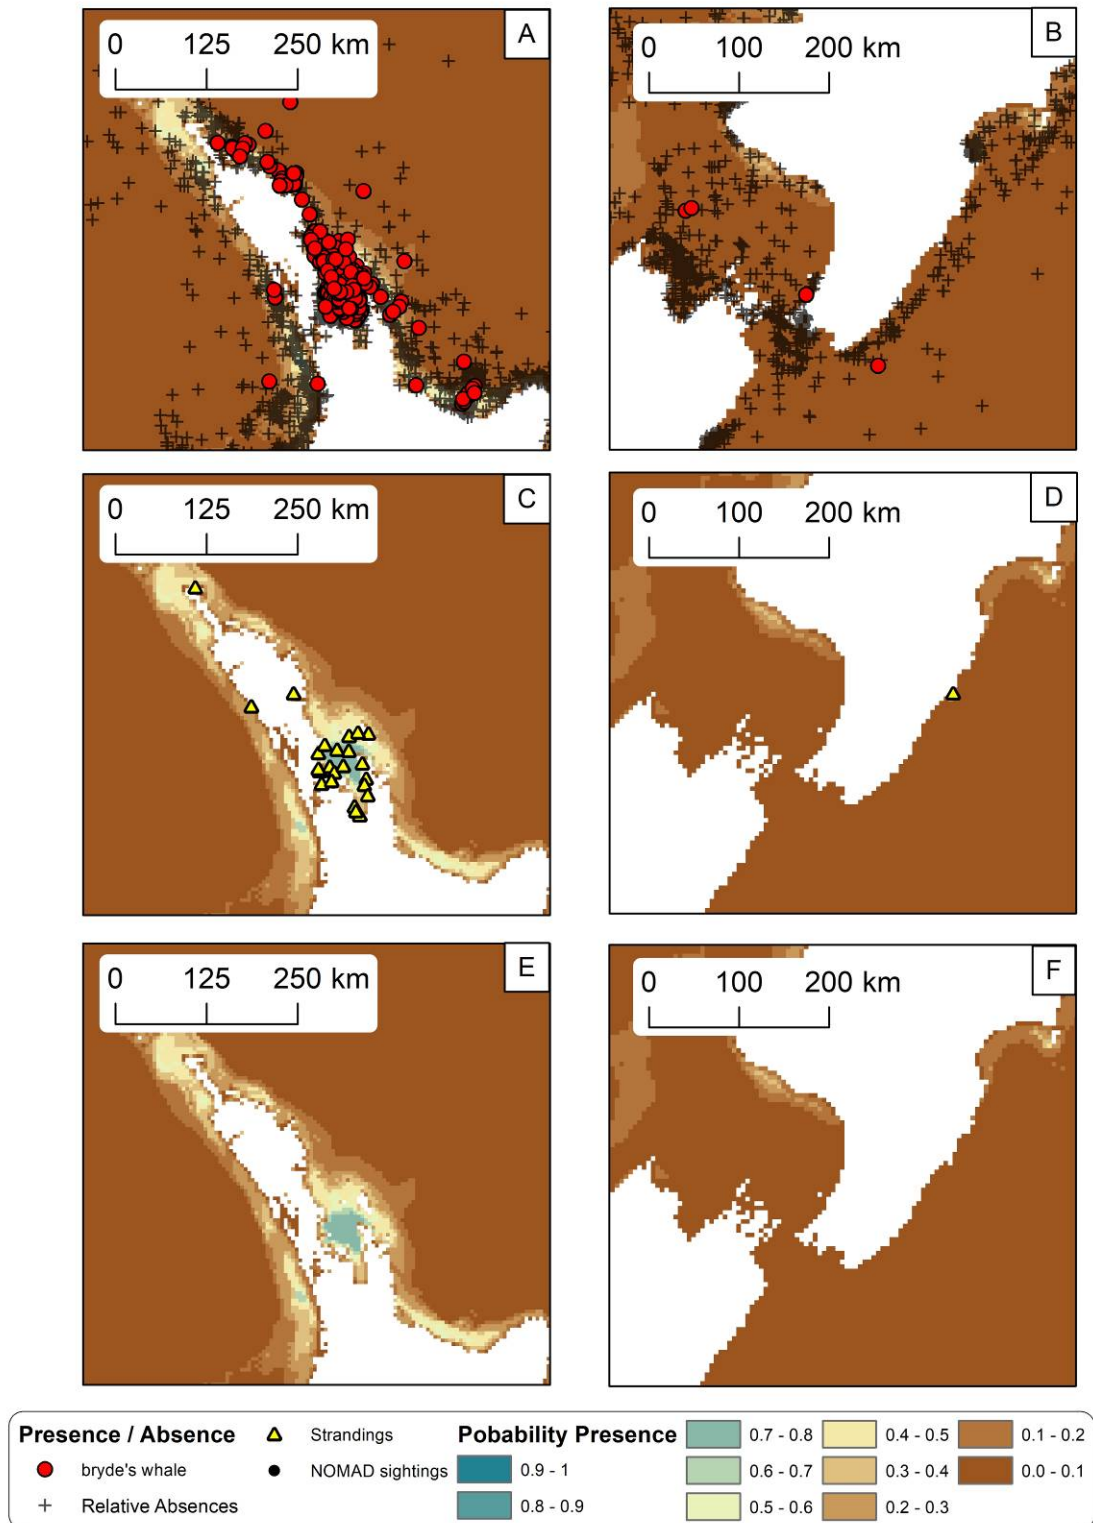 0 125 250 km A
0 100 200 km B
0 125 250 km C
0 100 200 km D
0 125 250 km E
0 100 200 km F
Presence / Absence
bryde's whale
Relative Absences
Strandings
NOMAD sightings
Pobability Presence
0.9 - 1
0.8 - 0.9
0.7 - 0.8
0.6 - 0.7
0.5 - 0.6
0.4 - 0.5
0.3 - 0.4
0.2 - 0.3
0.1 - 0.2
0.0 - 0.1